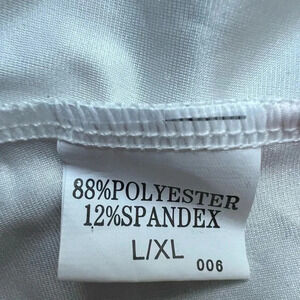 88%POLYESTER
12%SPANDEX
L/XL
006